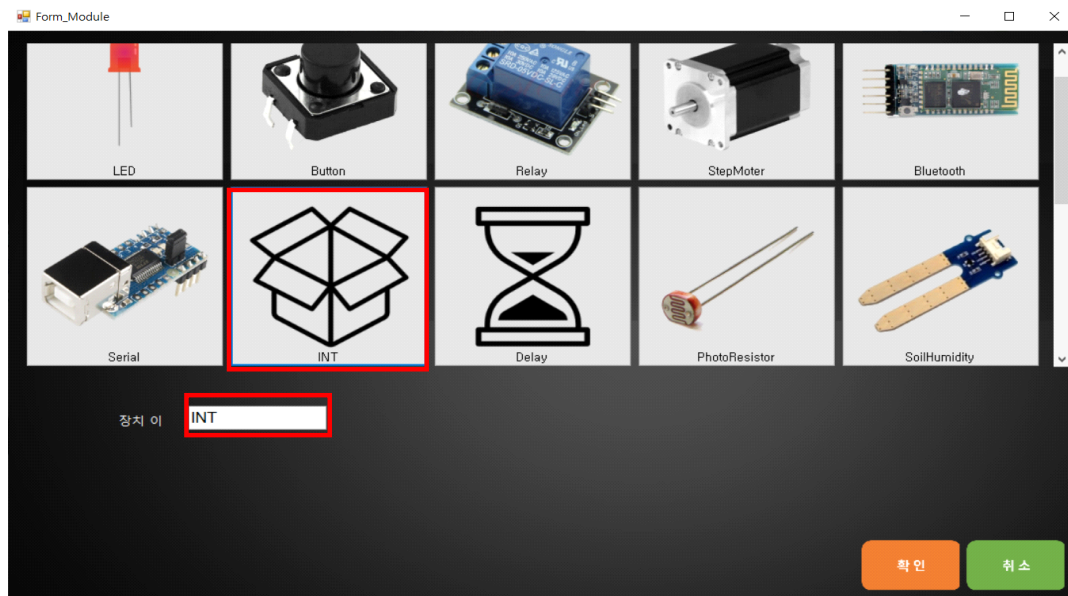 Form_Module
LED
Button
Relay
StepMoter
Bluetooth
Serial
INT
Delay
PhotoResistor
SoilHumidity
장치 이
INT
확 인
취 소